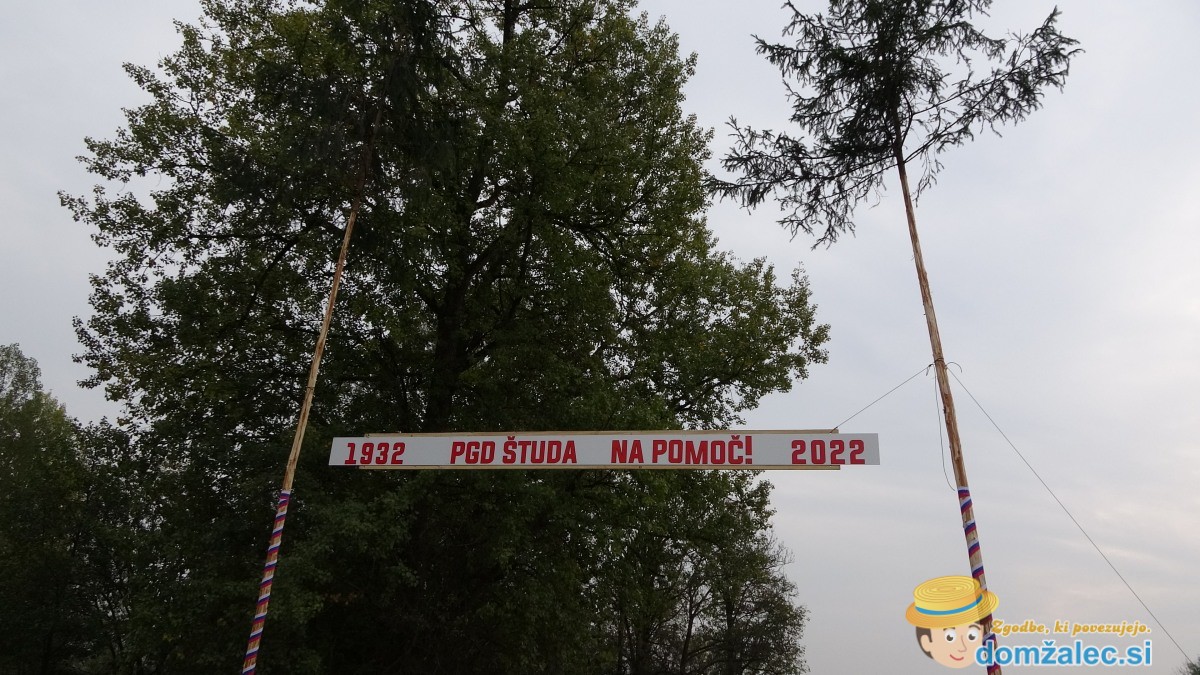 1932 PGD ŠTUDA NA POMOČ! 2022
Zgodbe, ki povezujejo.
domžalec.si